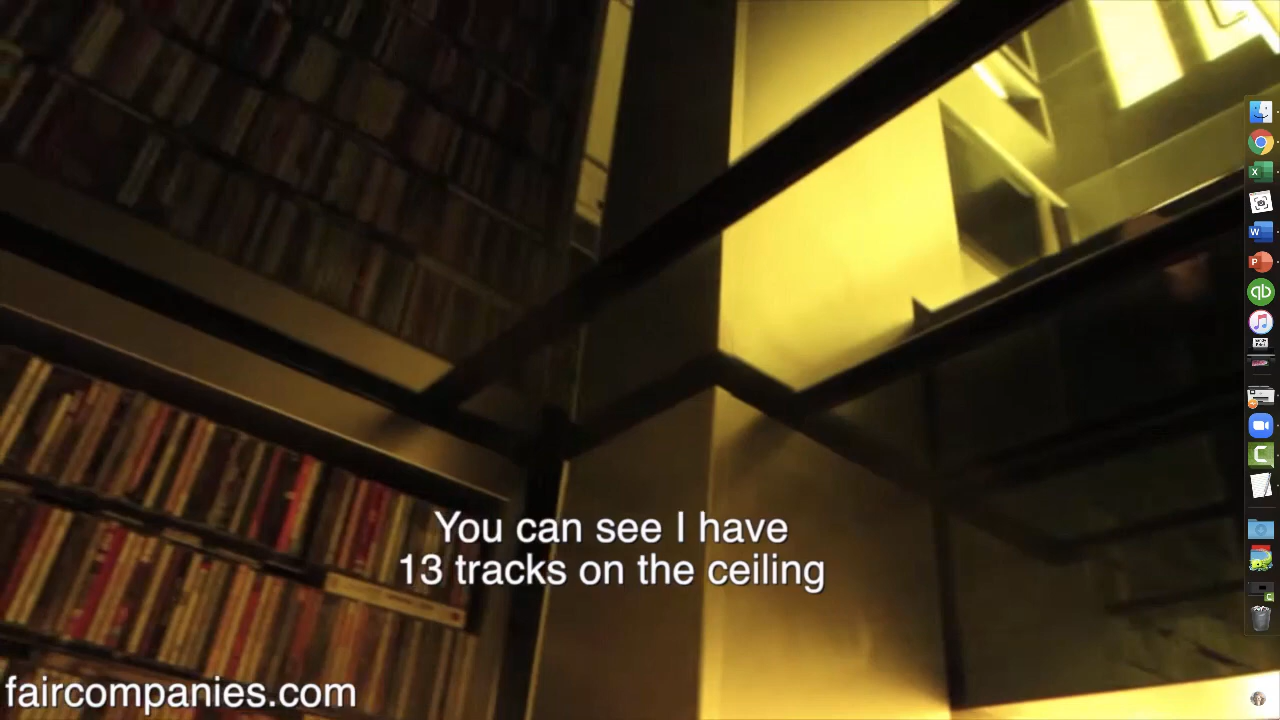 You can see I have
13 tracks on the ceiling
faircompanies.com